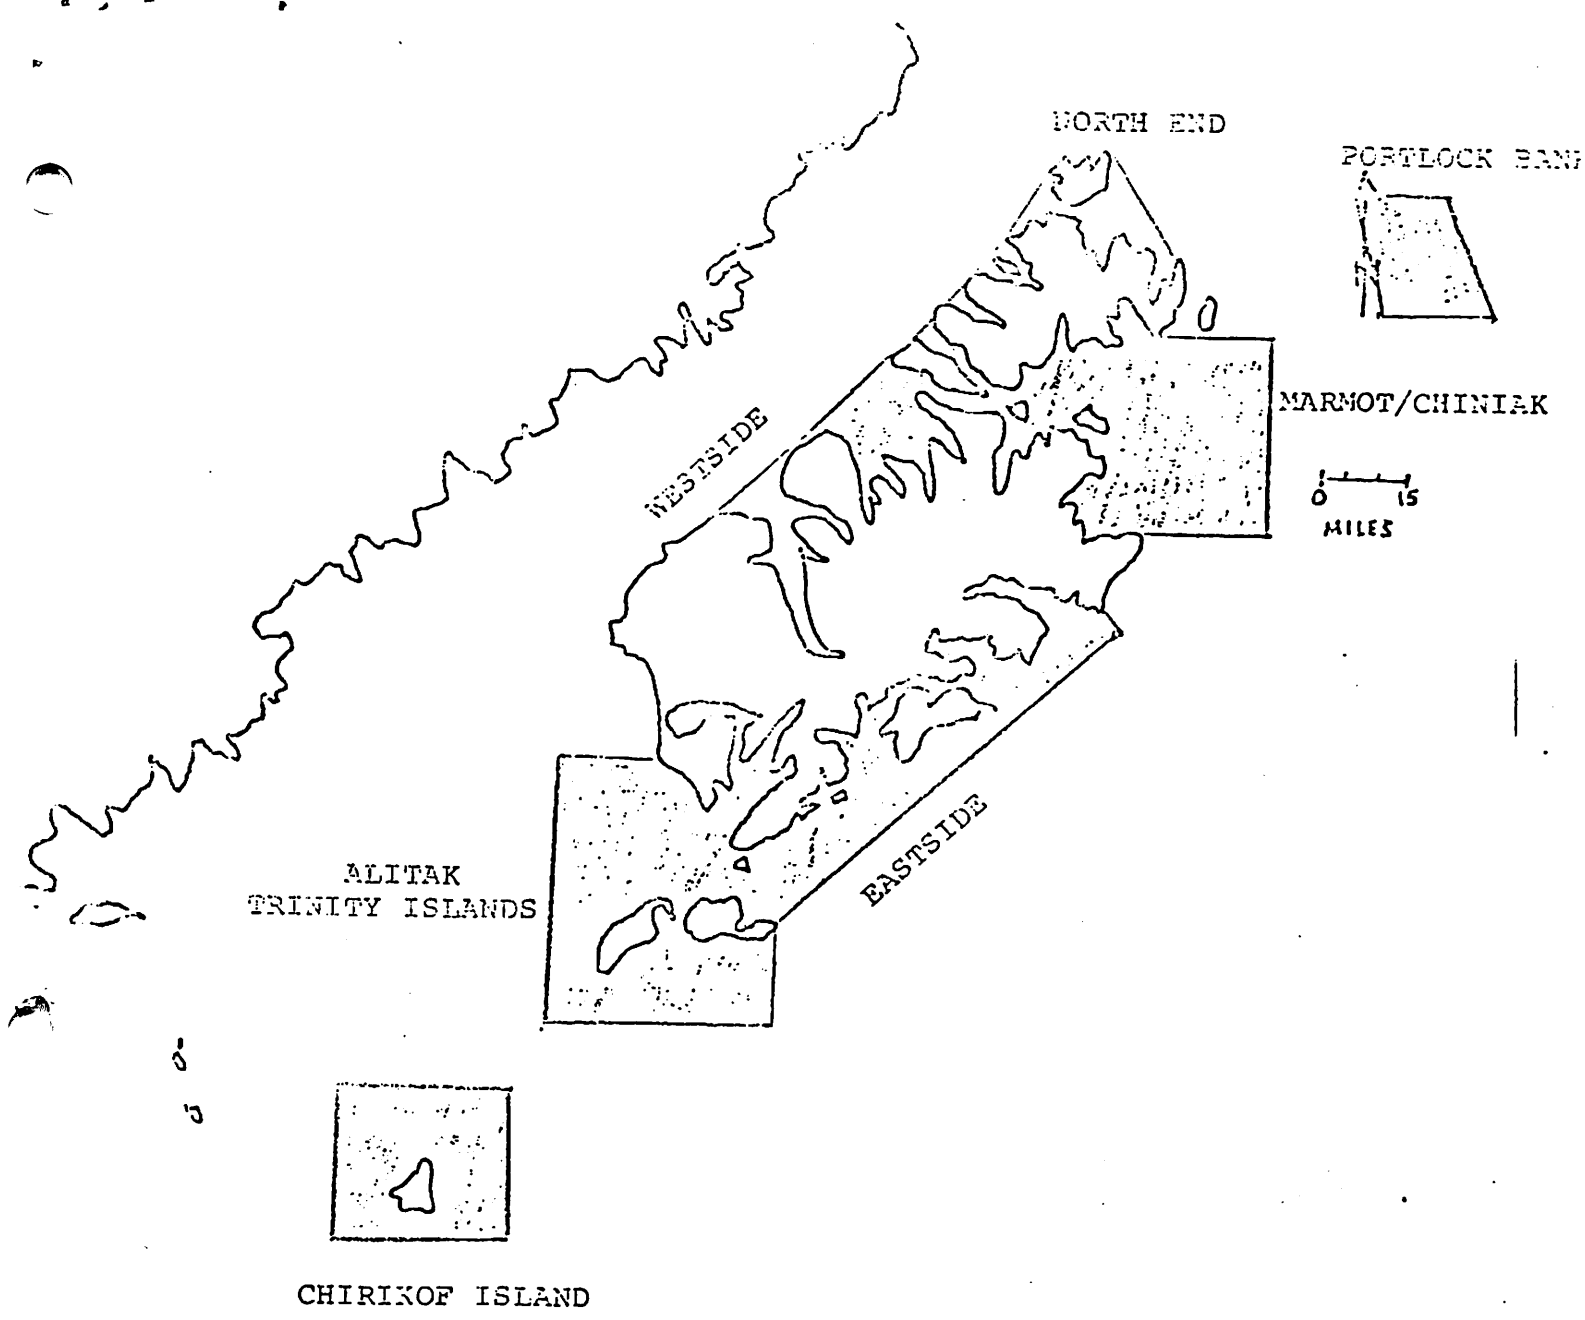 NORTH END
PORTLOCK BANK
MARMOT/CHINIAK
WESTSIDE
0 15
MILES
EASTSIDE
ALITAK
TRINITY ISLANDS
CHIRIKOF ISLAND